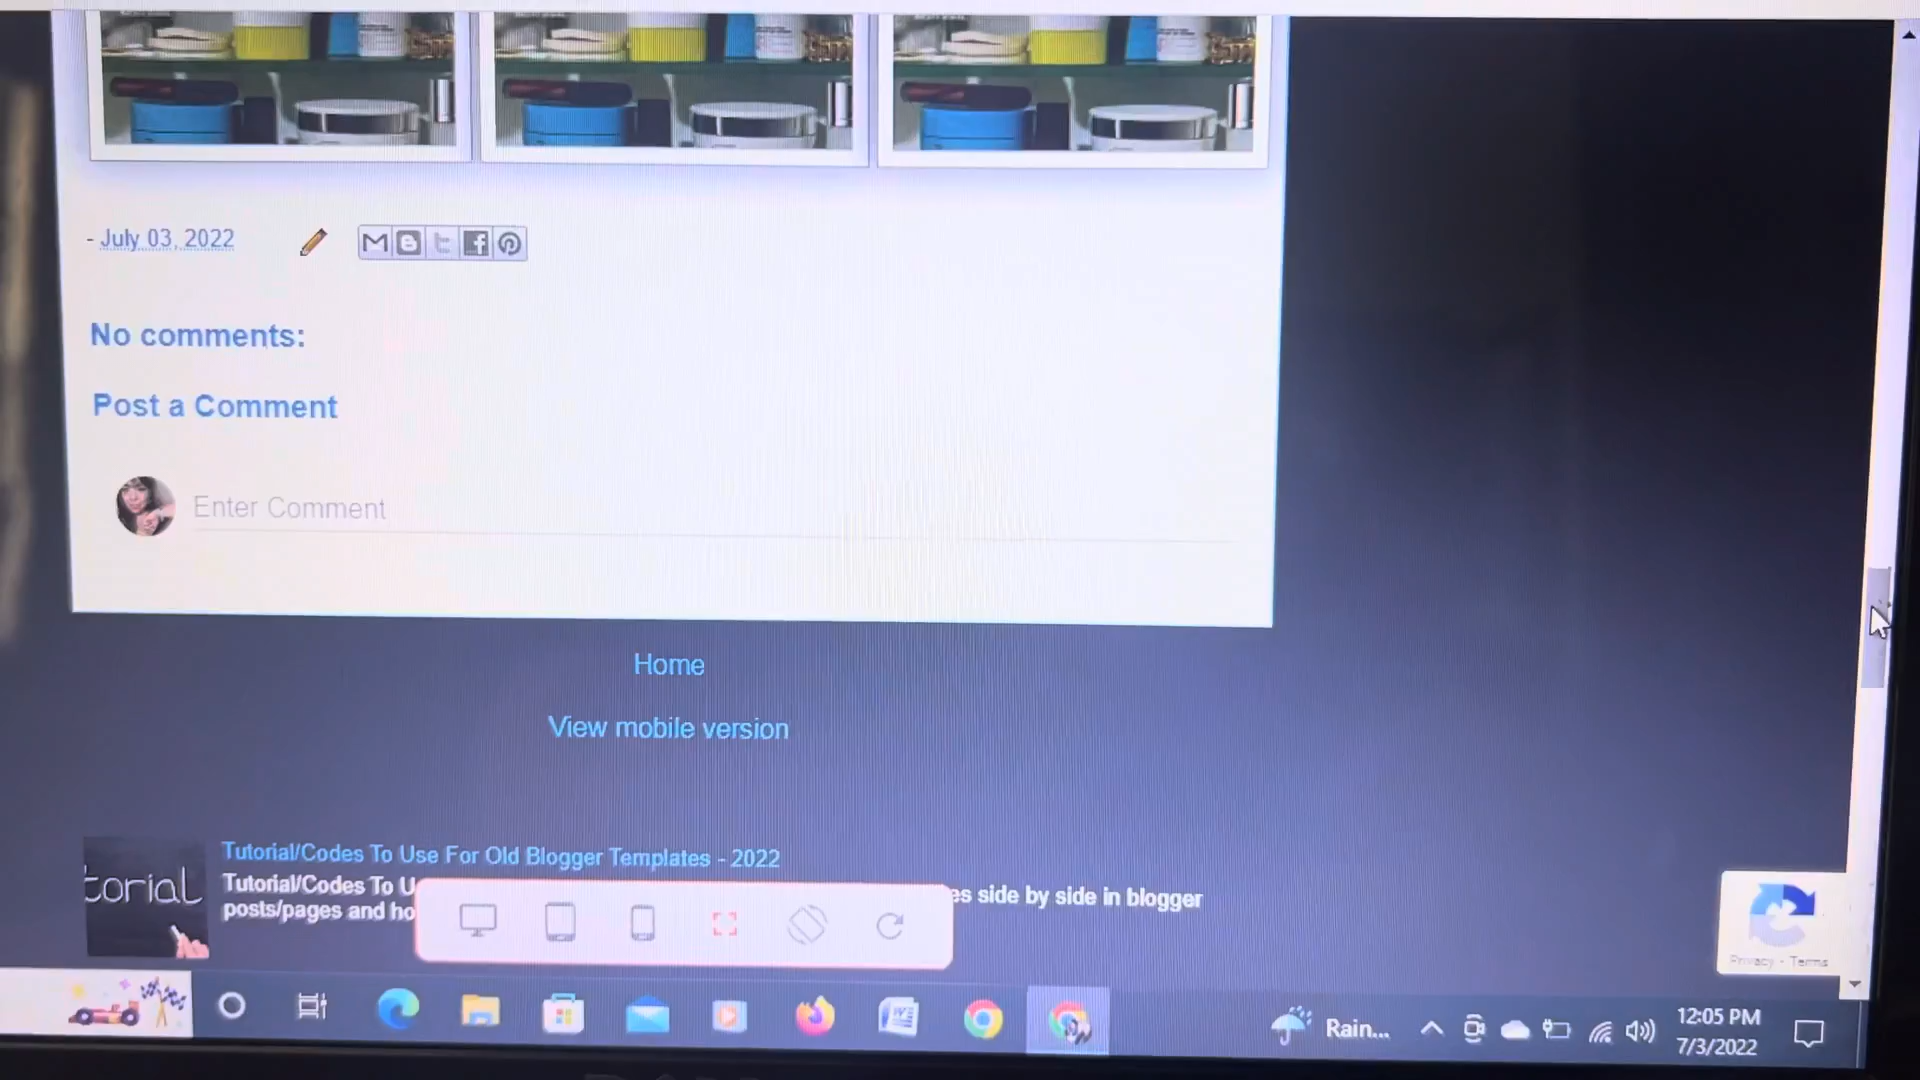 - July 03, 2022
No comments:
Post a Comment
Enter Comment
Home
View mobile version
torial
Tutorial/Codes To Use For Old Blogger Templates - 2022
Tutorial/Codes To U
es side by side in blogger
posts/pages and ho
Privacy - Terms
Rain...
12:05 PM
7/3/2022